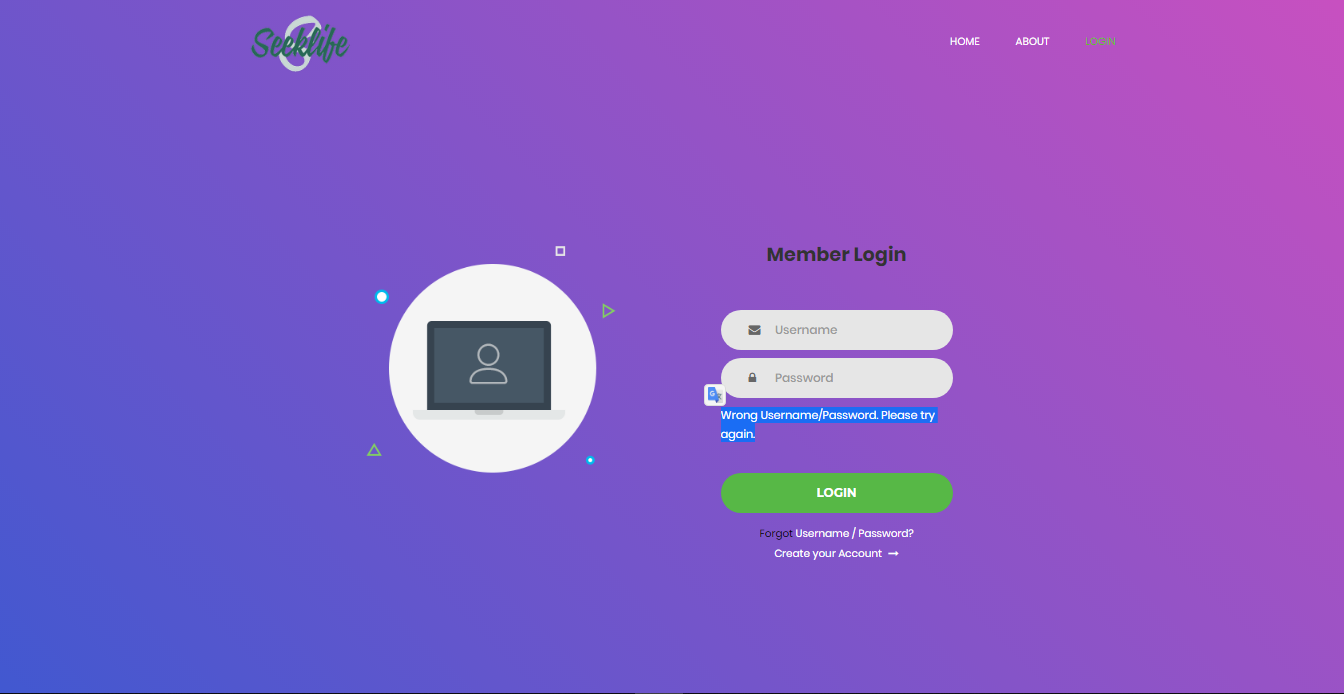 Seeklife
HOME
ABOUT
LOGIN
Member Login
Username
Password
Wrong Username/Password. Please try
again.
LOGIN
Forgot Username / Password?
Create your Account →